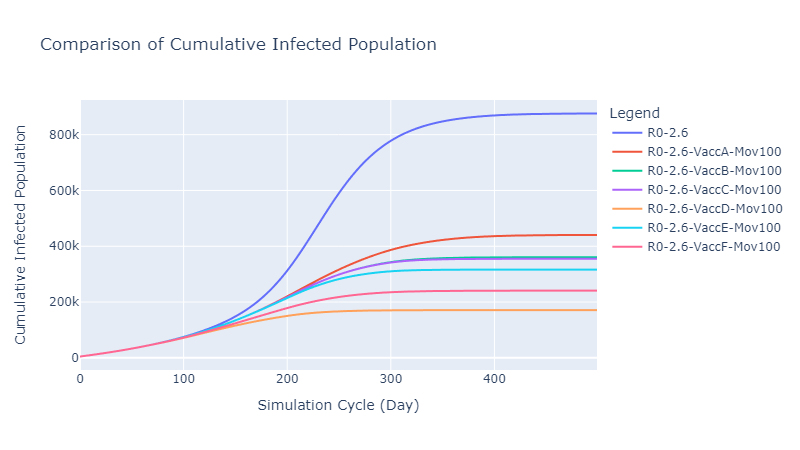 Comparison of Cumulative Infected Population
Cumulative Infected Population
800k
600k
400k
200k
0
0 100 200 300 400
Simulation Cycle (Day)
Legend
R0-2.6
R0-2.6-VaccA-Mov100
R0-2.6-VaccB-Mov100
R0-2.6-VaccC-Mov100
R0-2.6-VaccD-Mov100
R0-2.6-VaccE-Mov100
R0-2.6-VaccF-Mov100